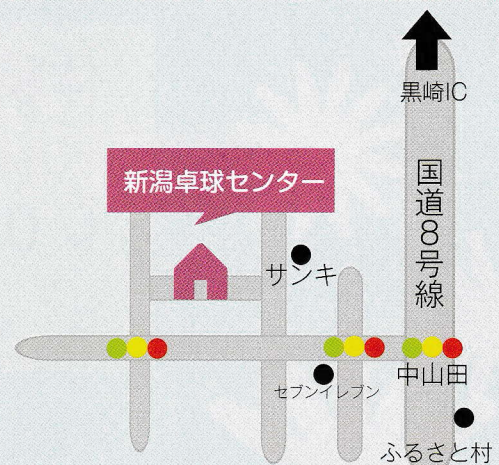 黒崎IC
新潟卓球センター
国道8号線
サンキ
中山田
セブンイレブン
ふるさと村